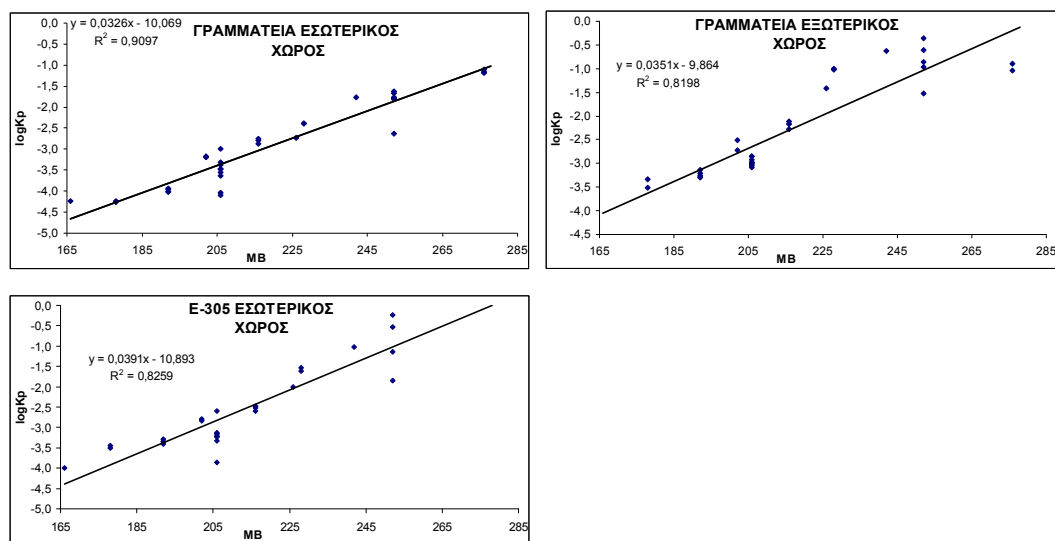 y = 0,0326x - 10,069
R² = 0,9097
ΓΡΑΜΜΑΤΕΙΑ ΕΣΩΤΕΡΙΚΟΣ
ΧΩΡΟΣ
0,0
-0,5
-1,0
-1,5
-2,0
-2,5
-3,0
-3,5
-4,0
-4,5
-5,0
logKp
165 185 205 225 245 265 285
MB
ΓΡΑΜΜΑΤΕΙΑ ΕΞΩΤΕΡΙΚΟΣ
ΧΩΡΟΣ
y = 0,0351x - 9,864
R² = 0,8198
0,0
-0,5
-1,0
-1,5
-2,0
-2,5
-3,0
-3,5
-4,0
-4,5
logKp
165 185 205 225 245 265 285
MB
Ε-305 ΕΣΩΤΕΡΙΚΟΣ
ΧΩΡΟΣ
y = 0,0391x - 10,893
R² = 0,8259
0,0
-0,5
-1,0
-1,5
-2,0
-2,5
-3,0
-3,5
-4,0
-4,5
-5,0
logKp
165 185 205 225 245 265 285
MB